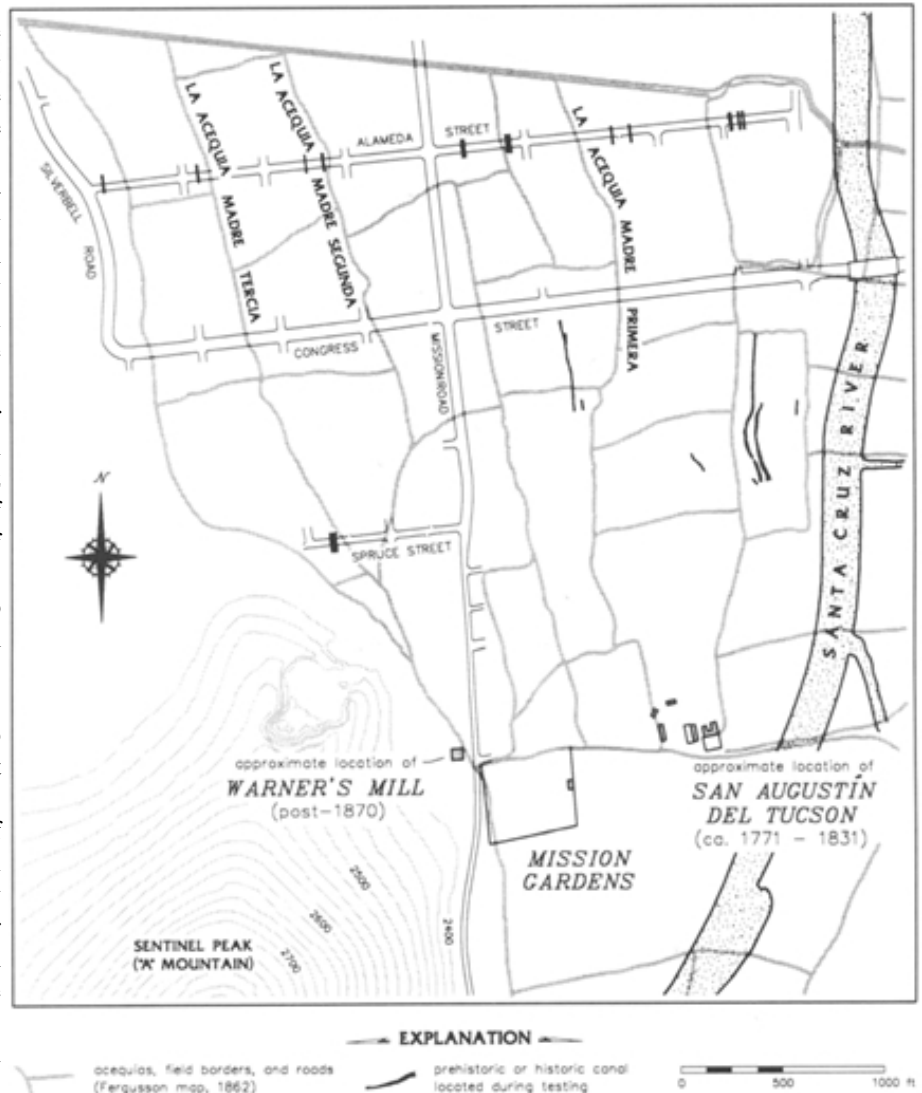 LA ACEQUIA MADRE TERCIA
LA ACEQUIA MADRE SEGUNDA
ALAMEDA STREET
LA ACEQUIA MADRE PRIMERA
SILVERBELL ROAD
CONGRESS STREET
MISSION ROAD
SANTA CRUZ RIVER
N
SPRUCE STREET
approximate location of
WARNER'S MILL
(post-1870)
approximate location of
SAN AUGUSTÍN
DEL TUCSON
(ca. 1771 – 1831)
MISSION
GARDENS
2500
2600
2700
2400
SENTINEL PEAK
("A" MOUNTAIN)
EXPLANATION
acequias, field borders, and roads
(Fergusson map, 1862)
prehistoric or historic canal
located during testing
0 500 1000 ft